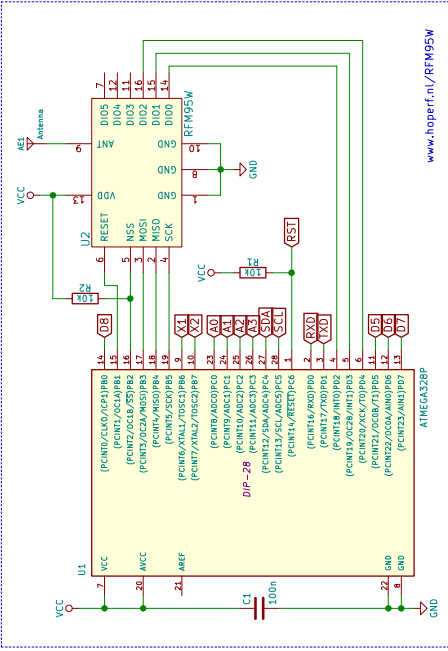 www.hoperf.nl/RFM95W
7
12
11
16
15
14
DIO5
DIO4
DIO3
DIO2
DIO1
DIO0
RFM95W
AE1
Antenna
9
ANT
GND
10
GND
8
GND
VCC
13
VDD
GND
1
RESET
NSS
MOSI
MISO
SCK
U2
6
5
3
2
4
RST
VCC
R1
10k
R2
10k
D8
X1
X2
A0
A1
A2
A3
SDA
SCL
RXD
TXD
D5
D6
D7
14
15
16
17
18
19
9
10
23
24
25
26
27
28
1
2
3
4
5
6
11
12
13
(PCINT0/CLKO/ICP1)PB0
(PCINT1/OC1A)PB1
(PCINT2/OC1B/SS)PB2
(PCINT3/OC2A/MOSI)PB3
(PCINT4/MISO)PB4
(PCINT5/SCK)PB5
(PCINT6/XTAL1/TOSC1)PB6
(PCINT7/XTAL2/TOSC2)PB7
(PCINT8/ADC0)PC0
(PCINT9/ADC1)PC1
(PCINT10/ADC2)PC2
(PCINT11/ADC3)PC3
(PCINT12/SDA/ADC4)PC4
(PCINT13/SCL/ADC5)PC5
(PCINT14/RESET)PC6
(PCINT16/RXD)PD0
(PCINT17/TXD)PD1
(PCINT18/INT0)PD2
(PCINT19/OC2B/INT1)PD3
(PCINT20/XCK/T0)PD4
(PCINT21/OC0B/T1)PD5
(PCINT22/OC0A/AIN0)PD6
(PCINT23/AIN1)PD7
ATMEGA328P
DIP-28
U1
VCC
AVCC
AREF
GND
GND
7
20
21
22
8
VCC
C1
100n
GND